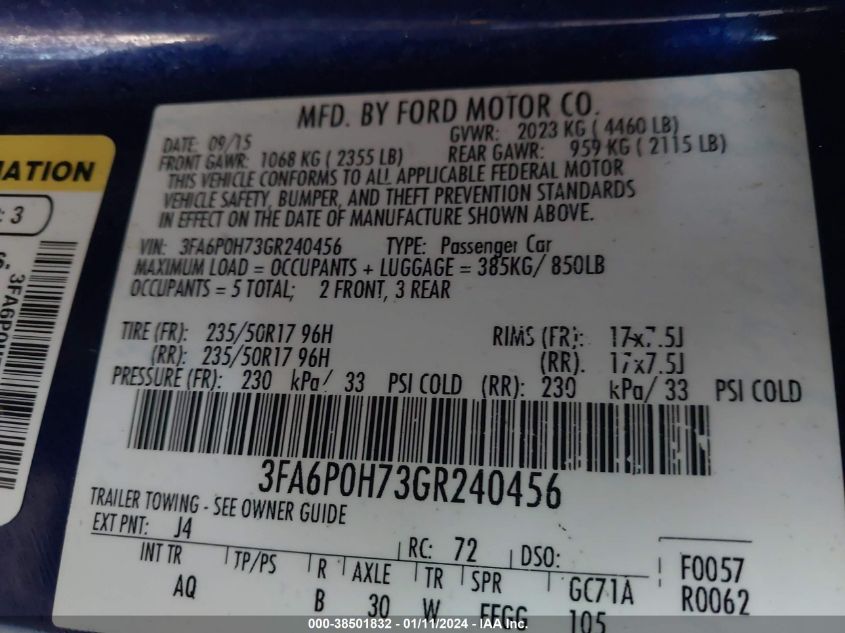 MFD. BY FORD MOTOR CO.
DATE: 09/15 GVWR: 2023 KG ( 4460 LB)
FRONT GAWR: 1068 KG ( 2355 LB) REAR GAWR: 959 KG ( 2115 LB)
THIS VEHICLE CONFORMS TO ALL APPLICABLE FEDERAL MOTOR
VEHICLE SAFETY, BUMPER, AND THEFT PREVENTION STANDARDS
IN EFFECT ON THE DATE OF MANUFACTURE SHOWN ABOVE.
VIN: 3FA6P0H73GR240456 TYPE: Passenger Car
MAXIMUM LOAD = OCCUPANTS + LUGGAGE = 385KG/ 850LB
OCCUPANTS = 5 TOTAL; 2 FRONT, 3 REAR
TIRE (FR): 235/50R17 96H RIMS (FR): 17x7.5J
(RR): 235/50R17 96H (RR). 17x7.5J
PRESSURE (FR): 230 kPa/ 33 PSI COLD (RR): 230 kPa/ 33 PSI COLD
3FA6P0H73GR240456
TRAILER TOWING - SEE OWNER GUIDE
EXT PNT: J4 RC: 72 DSO: F0057
INT TR TP/PS R AXLE TR SPR GC71A R0062
AQ B 30 W EEGG 105
MATION
: 3
3FA6P0H
000-38501832 - 01/11/2024 - IAA Inc.